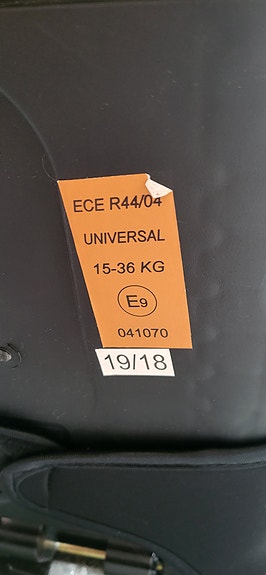 ECE R44/04
UNIVERSAL
15-36 KG
E9
041070
19/18